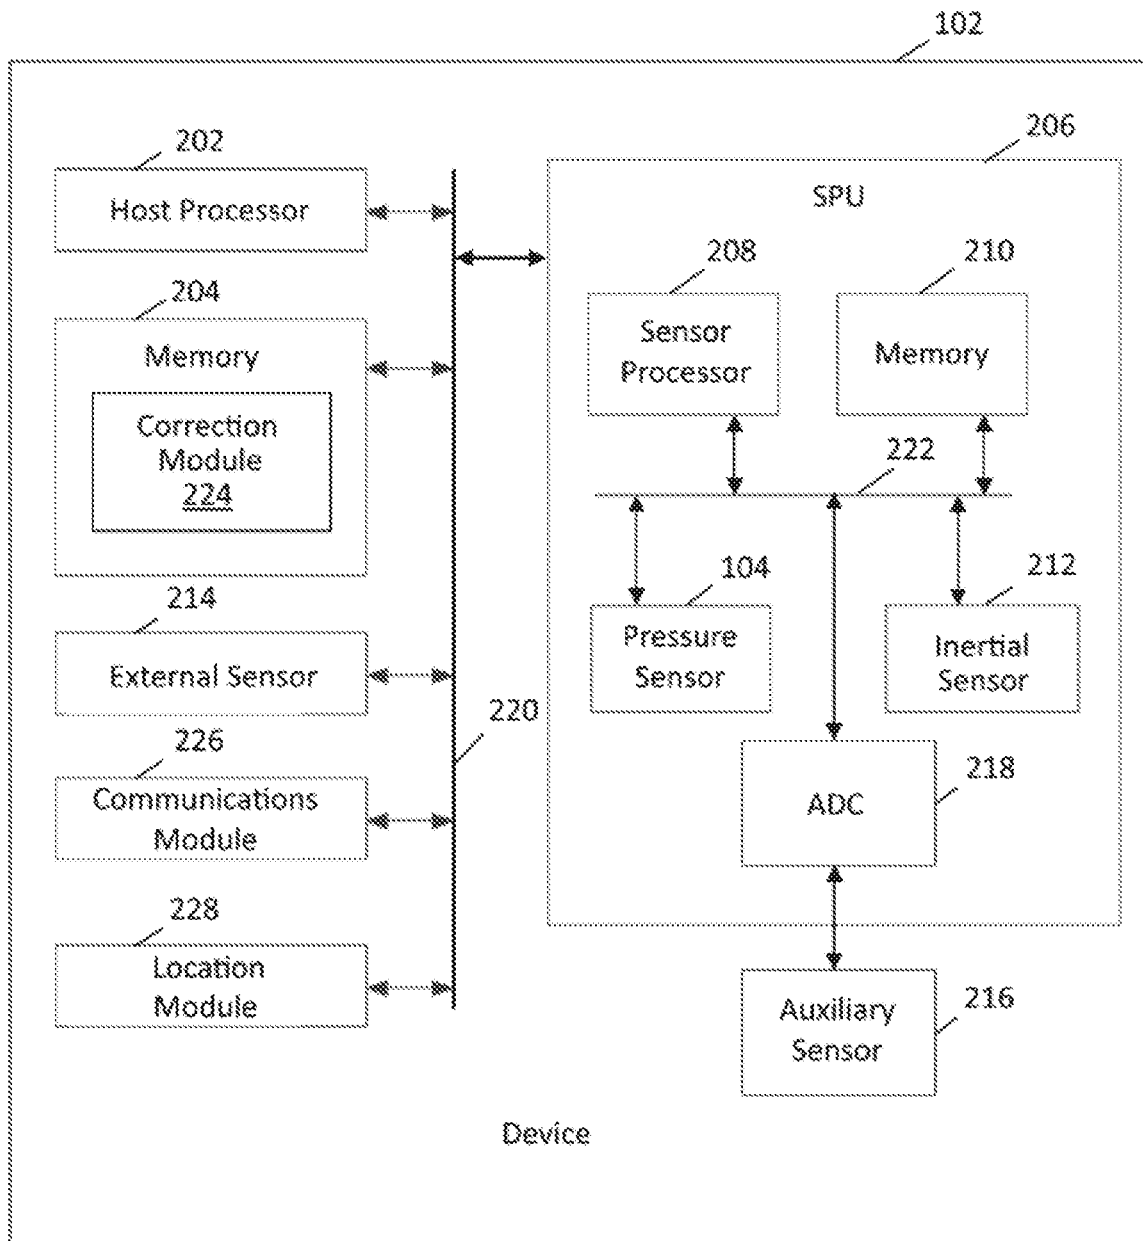 102
202
Host Processor
204
Memory
Correction
Module
224
214
External Sensor
226
Communications
Module
228
Location
Module
220
206
SPU
208
Sensor
Processor
210
Memory
222
104
Pressure
Sensor
212
Inertial
Sensor
218
ADC
216
Auxiliary
Sensor
Device